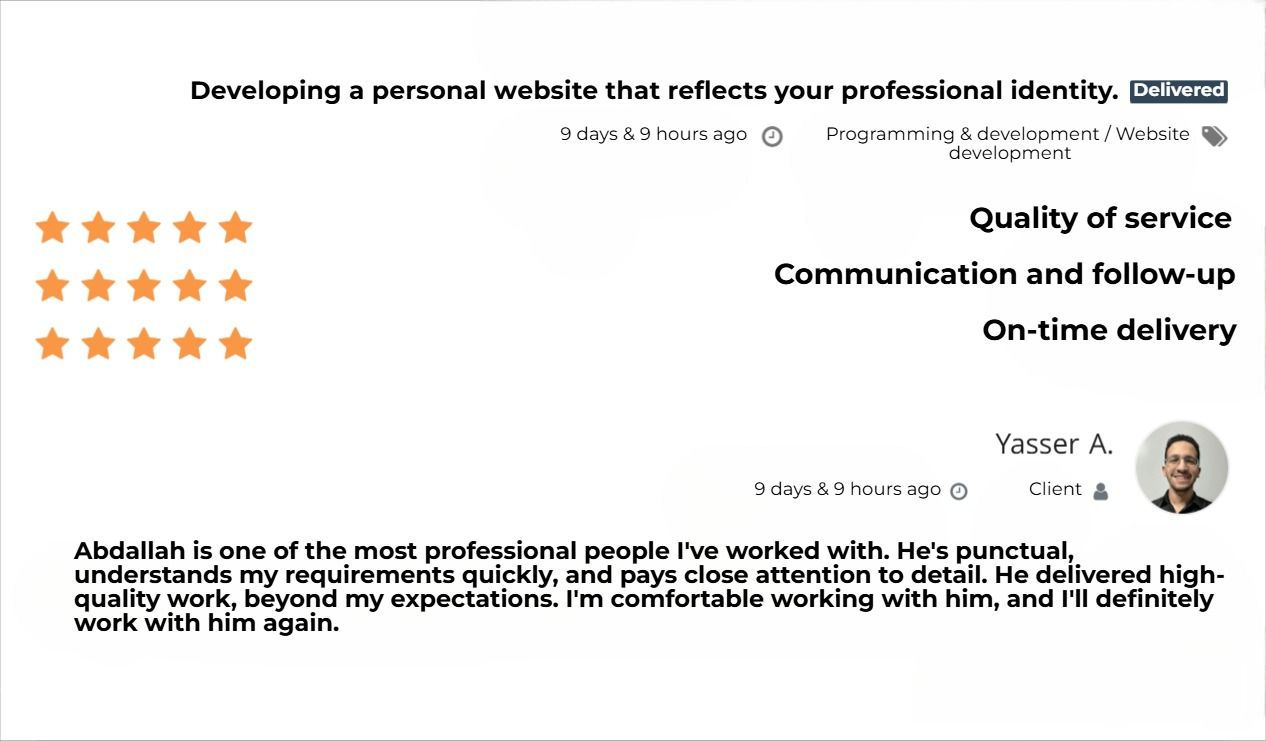 Developing a personal website that reflects your professional identity. Delivered
9 days & 9 hours ago
Programming & development / Website
development
Quality of service
Communication and follow-up
On-time delivery
Yasser A.
9 days & 9 hours ago
Client
Abdallah is one of the most professional people I've worked with. He's punctual,
understands my requirements quickly, and pays close attention to detail. He delivered high-
quality work, beyond my expectations. I'm comfortable working with him, and I'll definitely
work with him again.